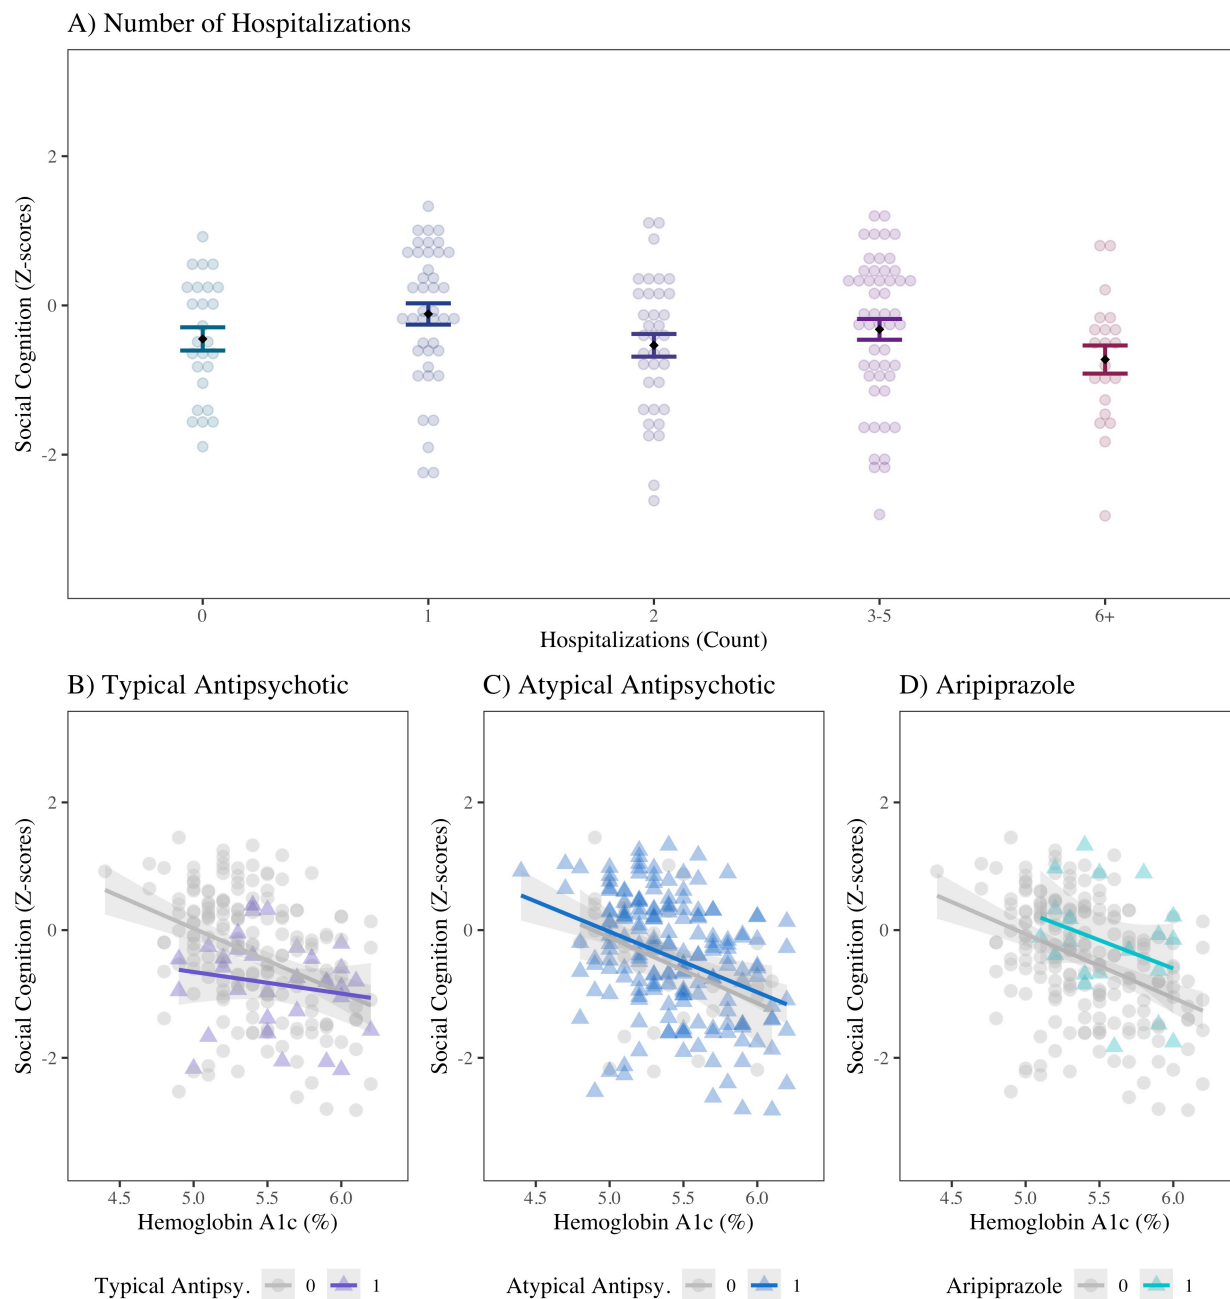 A) Number of Hospitalizations
Social Cognition (Z-scores)
2
0
-2
0 1 2 3-5 6+
Hospitalizations (Count)
B) Typical Antipsychotic
Social Cognition (Z-scores)
2
0
-2
4.5 5.0 5.5 6.0
Hemoglobin A1c (%)
Typical Antipsy. 0 1
C) Atypical Antipsychotic
Social Cognition (Z-scores)
2
0
-2
4.5 5.0 5.5 6.0
Hemoglobin A1c (%)
Atypical Antipsy. 0 1
D) Aripiprazole
Social Cognition (Z-scores)
2
0
-2
4.5 5.0 5.5 6.0
Hemoglobin A1c (%)
Aripiprazole 0 1